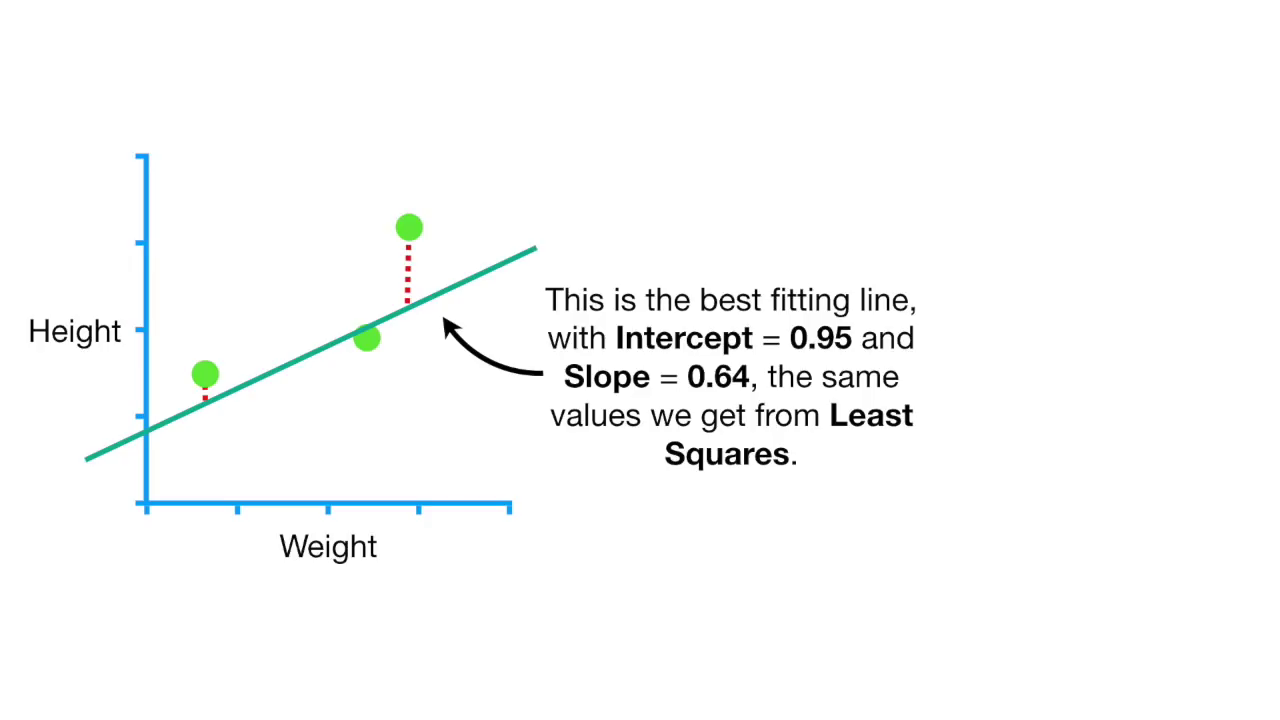 Height
Weight
This is the best fitting line,
with Intercept = 0.95 and
Slope = 0.64, the same
values we get from Least
Squares.